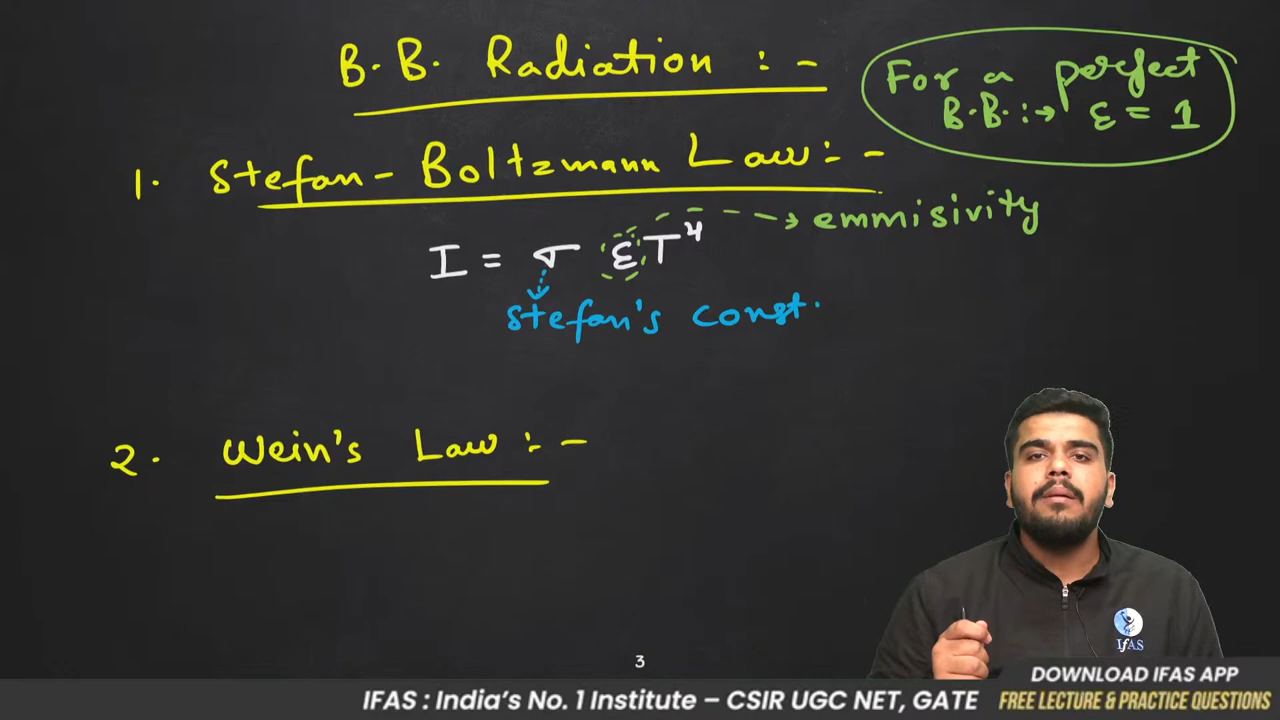 B.B. Radiation :-
For a perfect
B.B. :→ ε = 1
1. Stefan-Boltzmann Law :-
I = σ ε T⁴ → emmisivity
stefan's const.
2. Wein's Law :-
IfAS
3
DOWNLOAD IFAS APP
IFAS : India's No. 1 Institute – CSIR UGC NET, GATE
FREE LECTURE & PRACTICE QUESTIONS